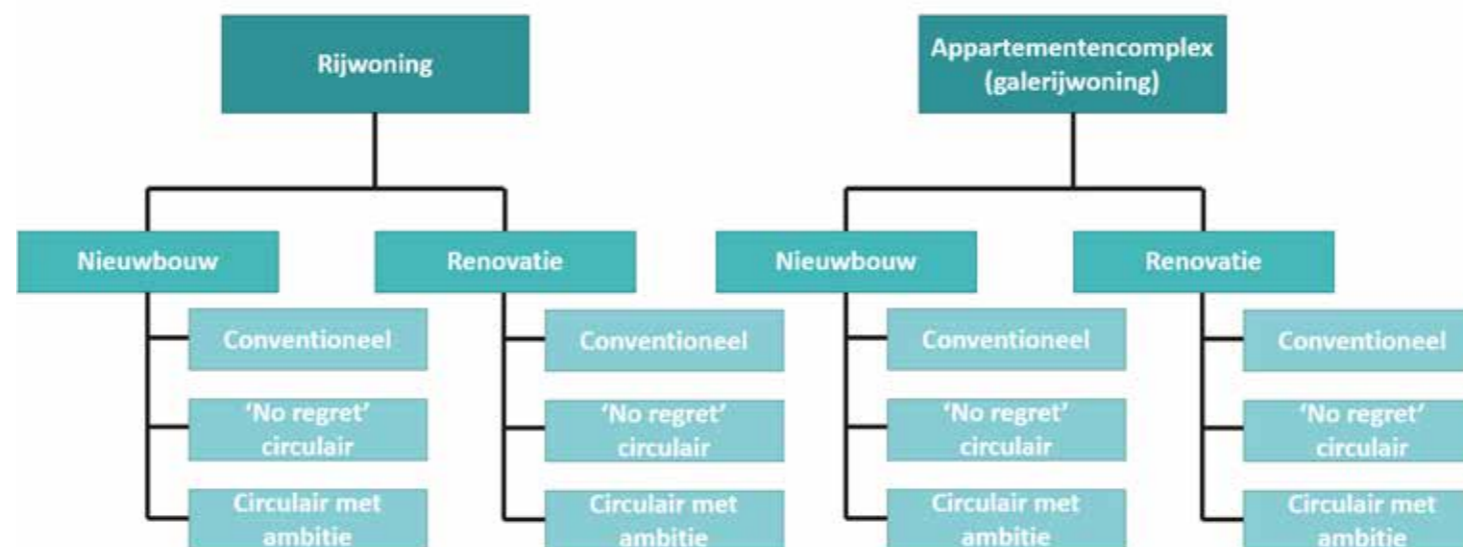 Rijwoning
Appartementencomplex
(galerijwoning)
Nieuwbouw
Renovatie
Nieuwbouw
Renovatie
Conventioneel
Conventioneel
Conventioneel
Conventioneel
‘No regret’
circulair
‘No regret’
circulair
‘No regret’
circulair
‘No regret’
circulair
Circulair met
ambitie
Circulair met
ambitie
Circulair met
ambitie
Circulair met
ambitie